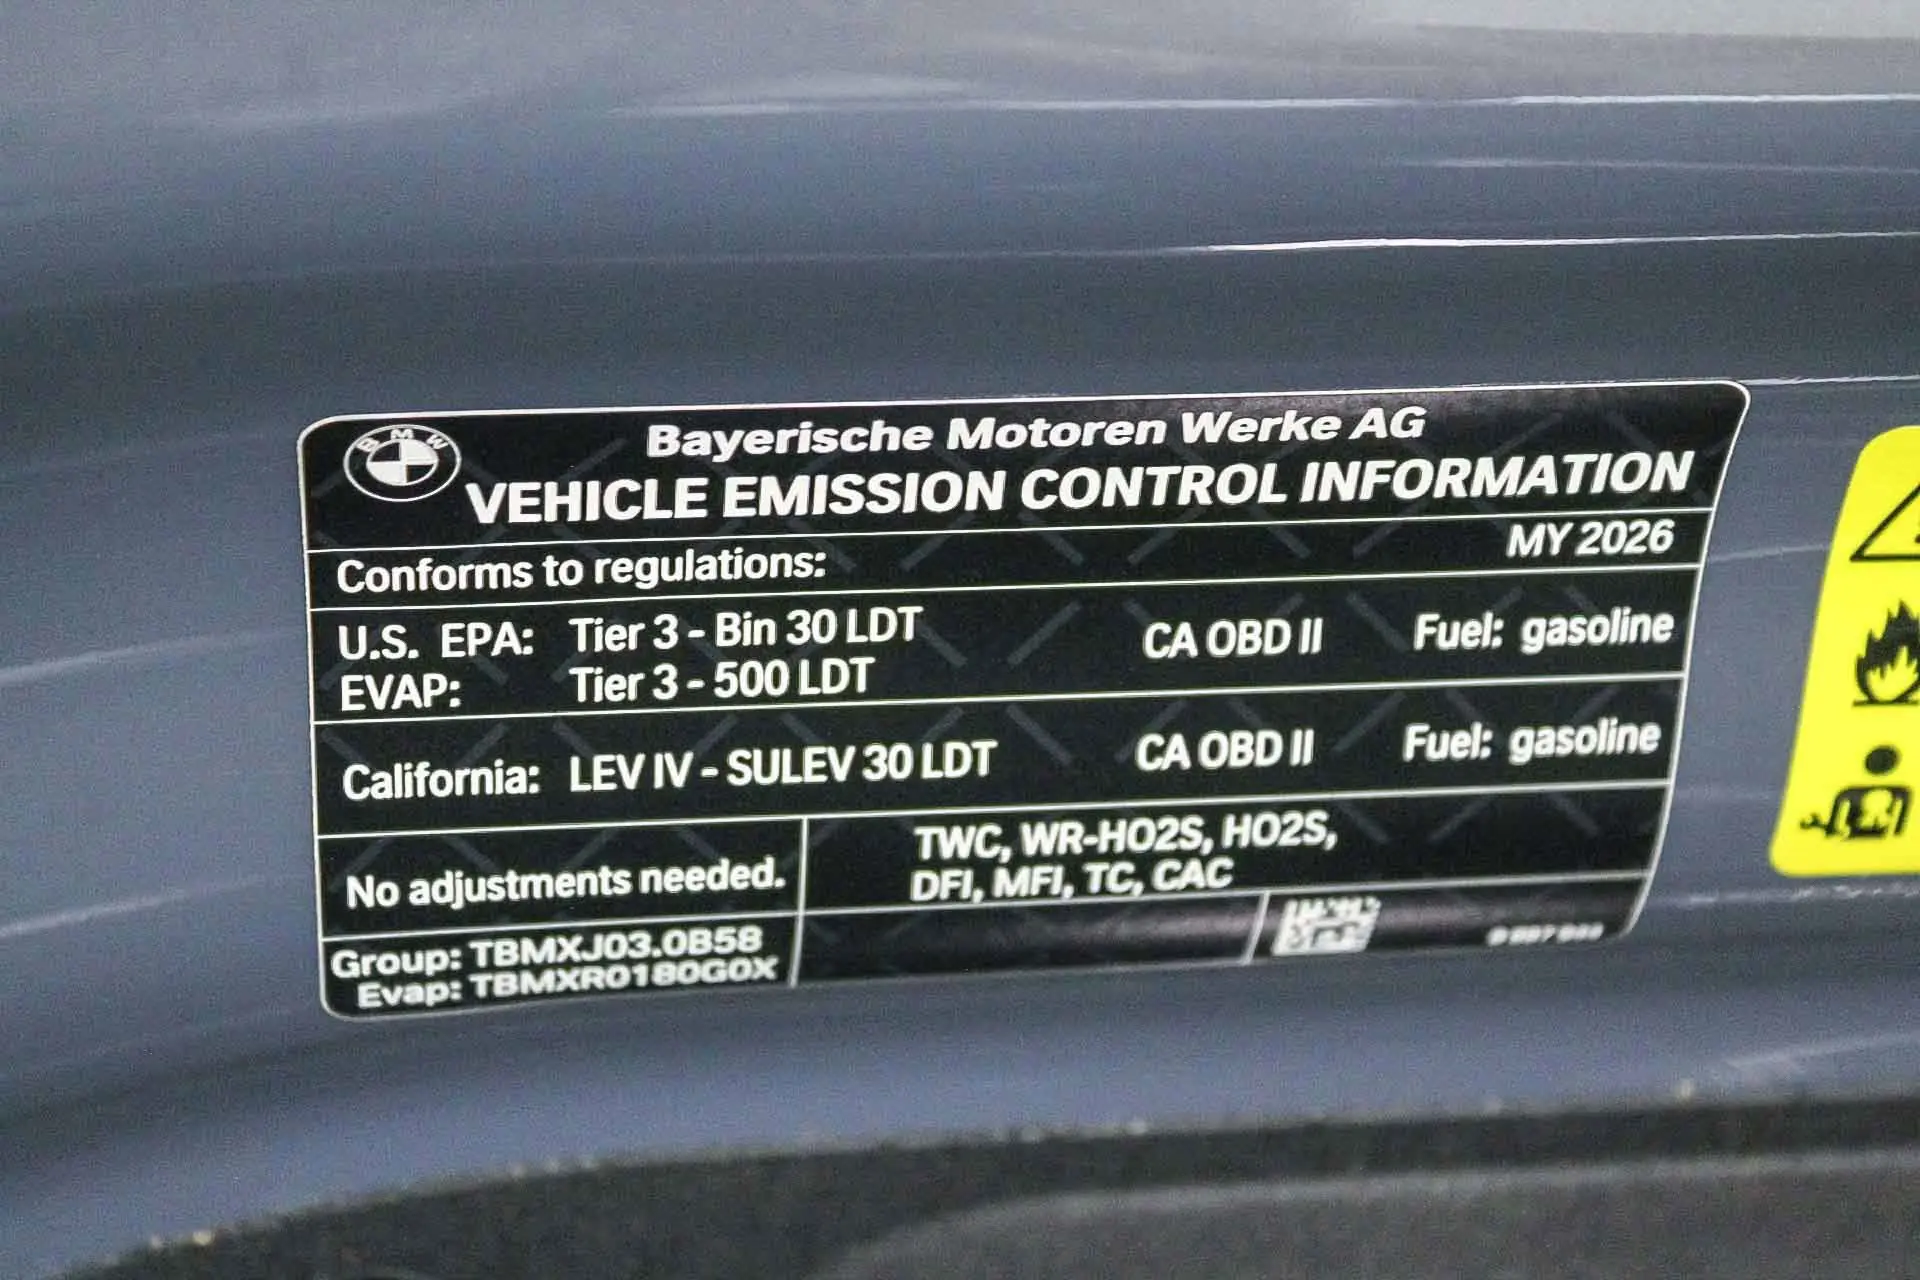 BMW
Bayerische Motoren Werke AG
VEHICLE EMISSION CONTROL INFORMATION
MY 2026
Conforms to regulations:
U.S. EPA: Tier 3 - Bin 30 LDT CA OBD II Fuel: gasoline
EVAP: Tier 3 - 500 LDT
California: LEV IV - SULEV 30 LDT CA OBD II Fuel: gasoline
No adjustments needed.
TWC, WR-HO2S, HO2S,
DFI, MFI, TC, CAC
Group: TBMXJ03.0B58
Evap: TBMXR0180G0X